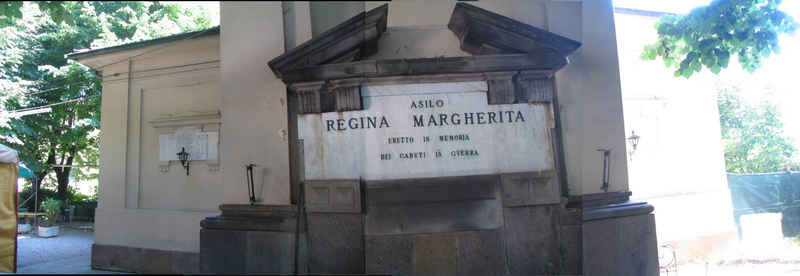 ASILO
REGINA MARGHERITA
ERETTO IN MEMORIA
DEI CADUTI IN GUERRA